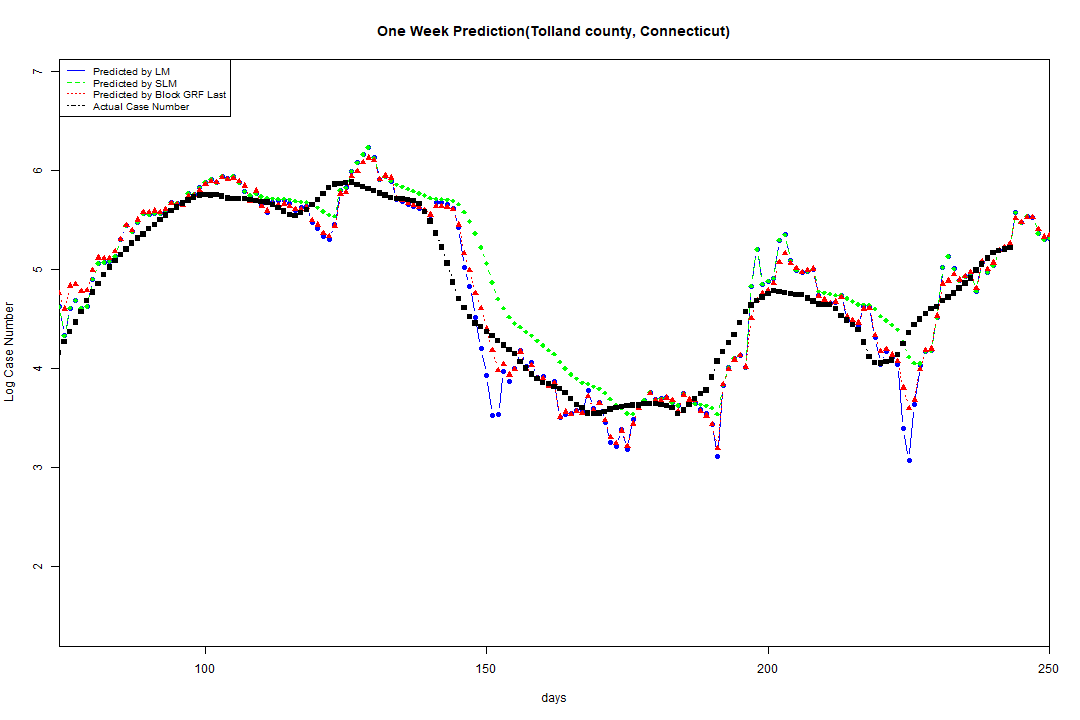 One Week Prediction(Tolland county, Connecticut)
Predicted by LM
Predicted by SLM
Predicted by Block GRF Last
Actual Case Number
7
6
5
4
3
2
Log Case Number
100 150 200 250
days